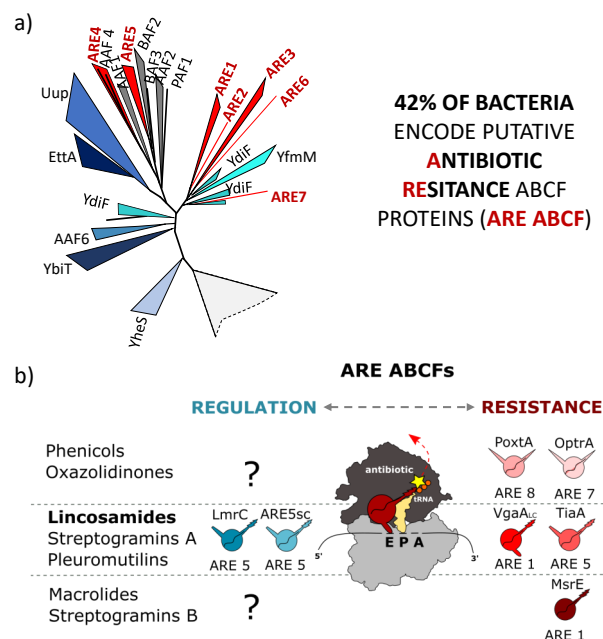 a)
ARE4
AAF 4
AAF1
ARE5
BAF2
BAF3
AAF2
PAF1
ARE1
ARE2
ARE3
ARE6
Uup
EttA
YdiF
YfmM
YdiF
YdiF
ARE7
AAF6
YbiT
YheS
42% OF BACTERIA
ENCODE PUTATIVE
ANTIBIOTIC
RESITANCE ABCF
PROTEINS (ARE ABCF)
b)
ARE ABCFs
REGULATION
RESISTANCE
Phenicols
Oxazolidinones
?
antibiotic
tRNA
PoxtA
OptrA
ARE 8
ARE 7
Lincosamides
Streptogramins A
Pleuromutilins
LmrC
ARE5sc
ARE 5
ARE 5
5'
E P A
3'
VgaALC
TiaA
ARE 1
ARE 5
Macrolides
Streptogramins B
?
MsrE
ARE 1